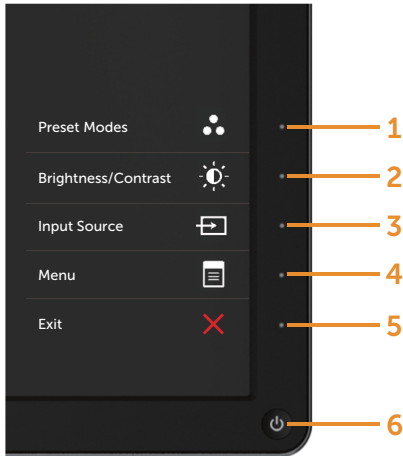 Preset Modes
1
Brightness/Contrast
2
Input Source
3
Menu
4
Exit
5
6